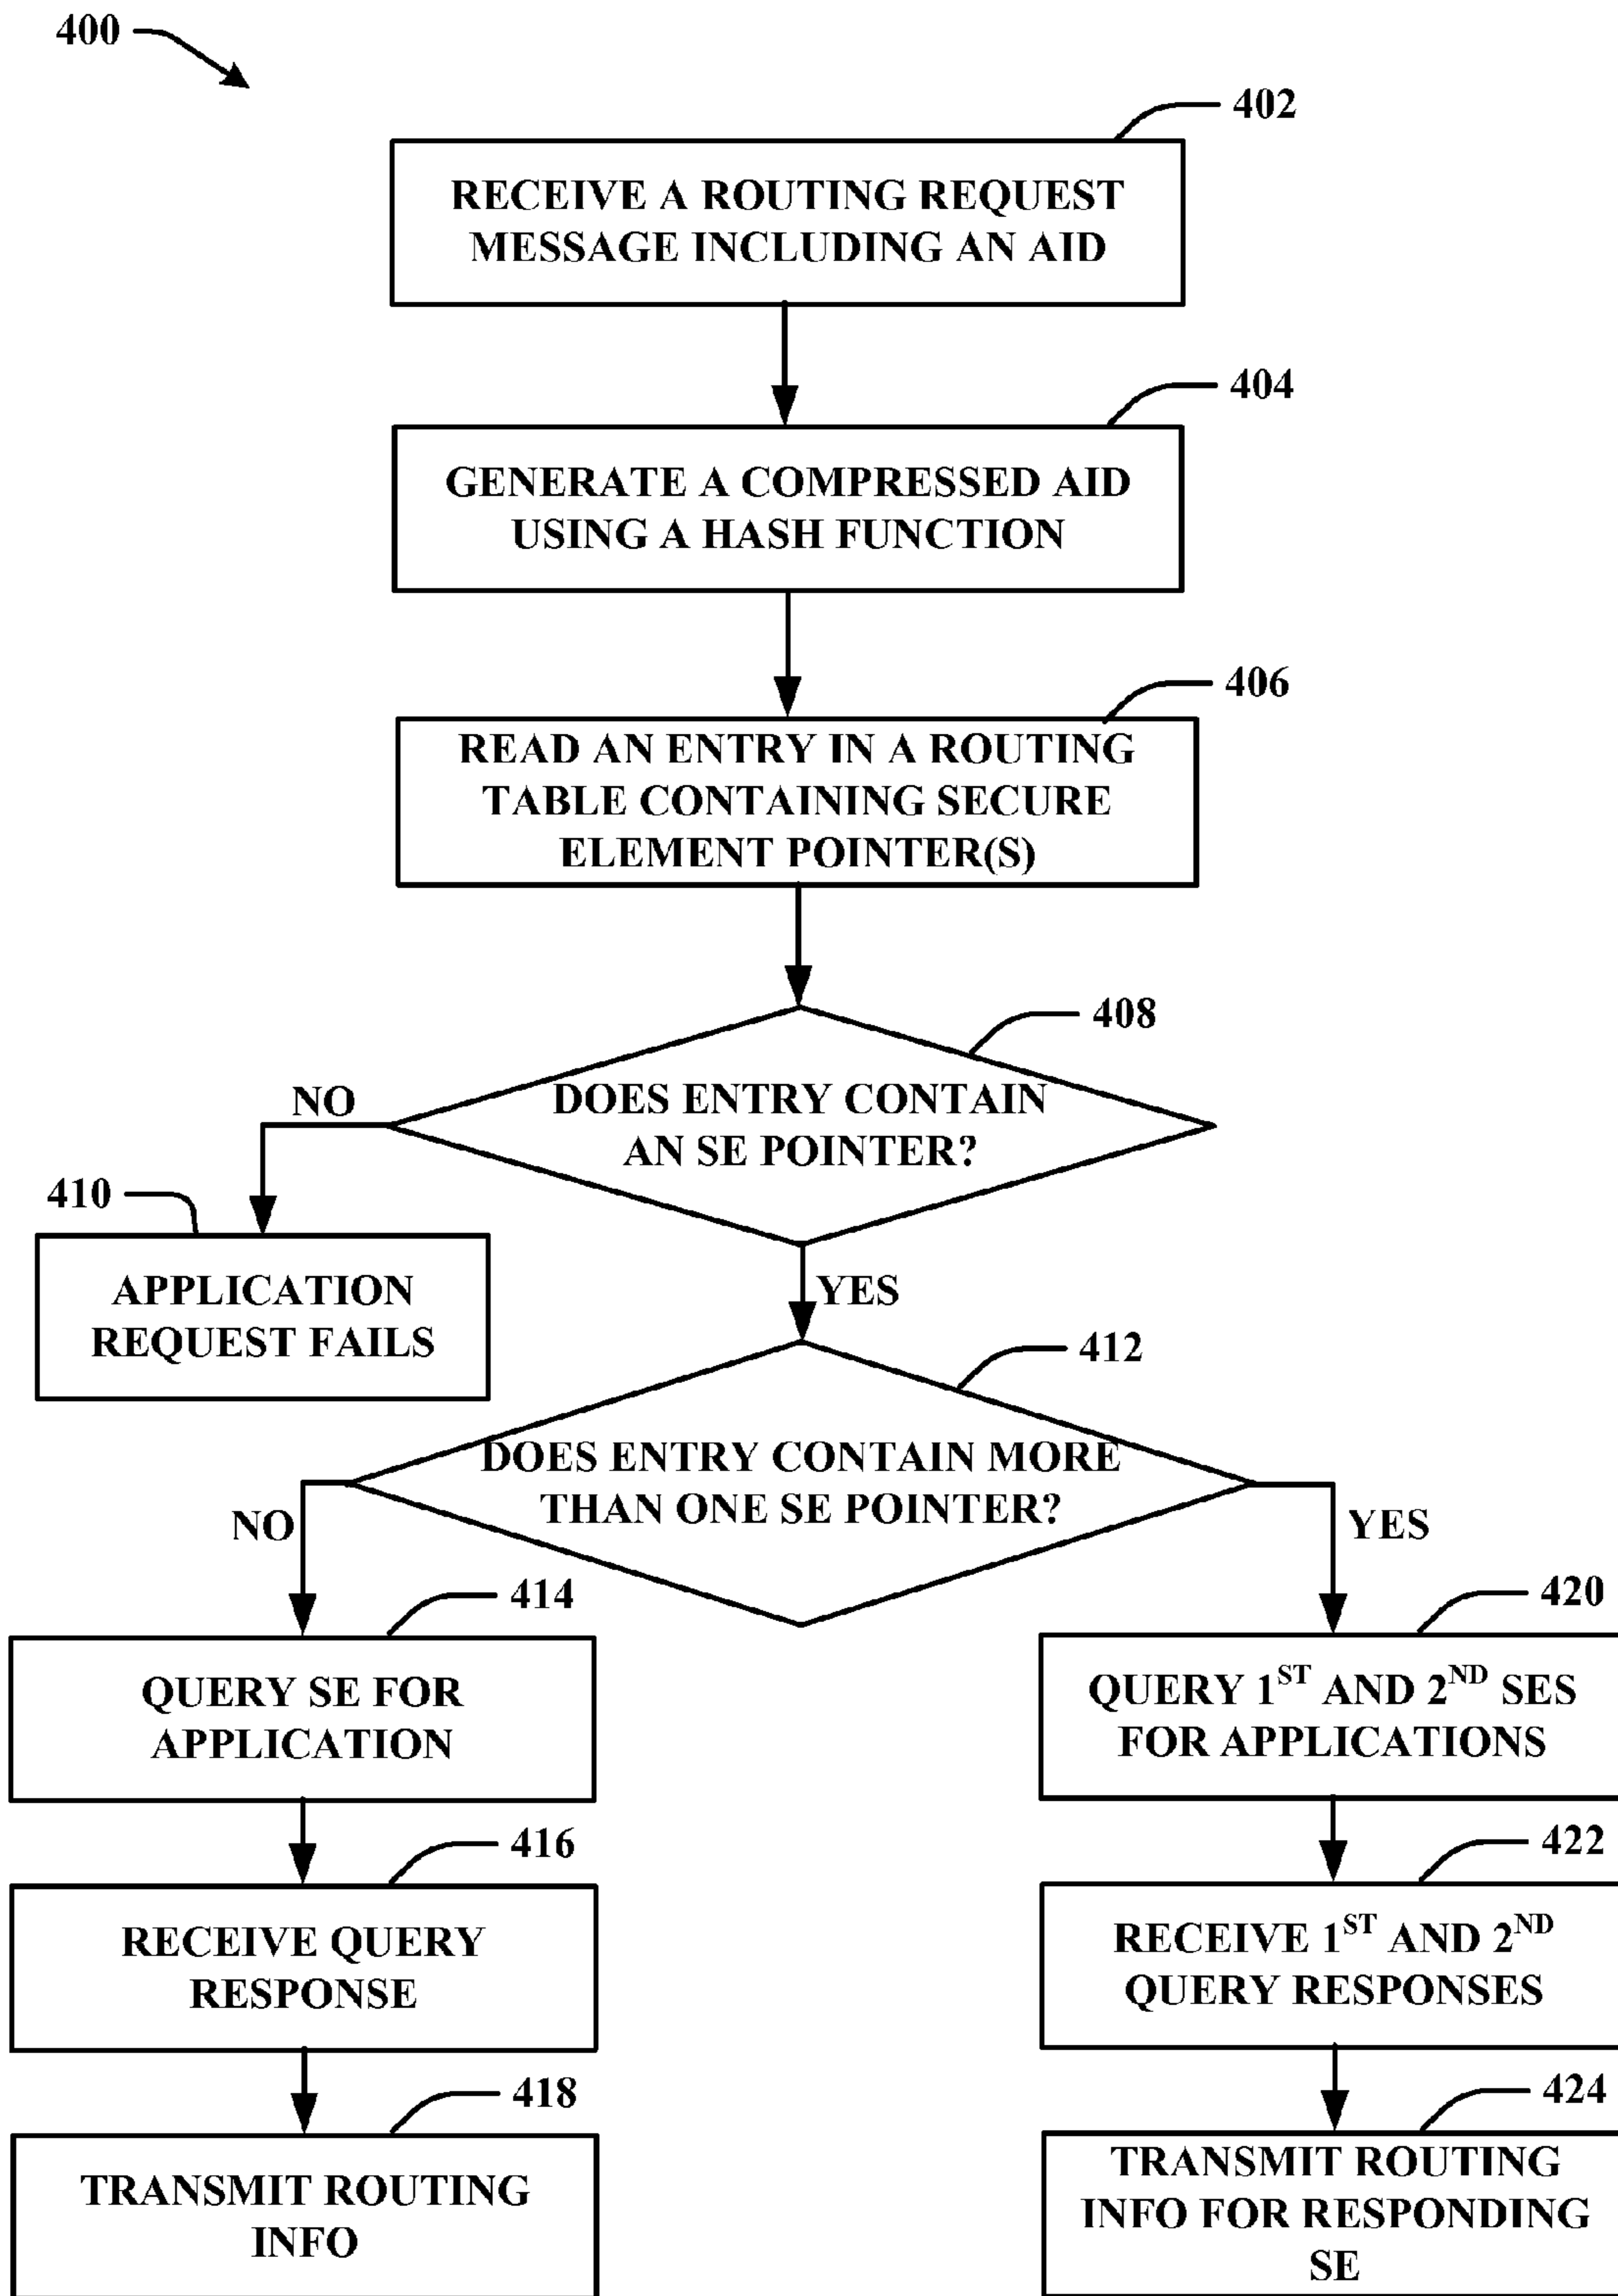 400
402
RECEIVE A ROUTING REQUEST
MESSAGE INCLUDING AN AID
404
GENERATE A COMPRESSED AID
USING A HASH FUNCTION
406
READ AN ENTRY IN A ROUTING
TABLE CONTAINING SECURE
ELEMENT POINTER(S)
408
DOES ENTRY CONTAIN
AN SE POINTER?
NO
410
APPLICATION
REQUEST FAILS
YES
412
DOES ENTRY CONTAIN MORE
THAN ONE SE POINTER?
NO
YES
414
QUERY SE FOR
APPLICATION
416
RECEIVE QUERY
RESPONSE
418
TRANSMIT ROUTING
INFO
420
QUERY 1ST AND 2ND SES
FOR APPLICATIONS
422
RECEIVE 1ST AND 2ND
QUERY RESPONSES
424
TRANSMIT ROUTING
INFO FOR RESPONDING
SE